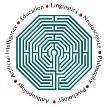 Education • Linguistics • Neuroscience • Philosophy • Psychology • Anthropology • Artificial Intelligence •